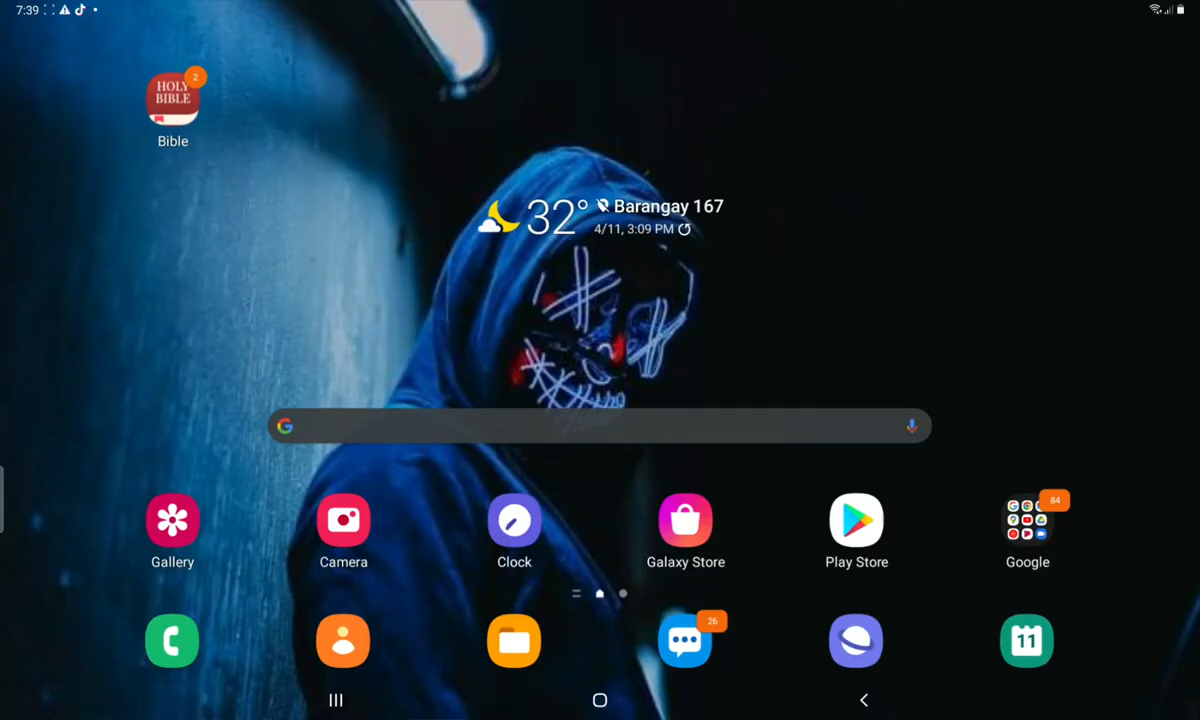 7:39
2
HOLY
BIBLE
Bible
32° Barangay 167
4/11, 3:09 PM
84
Gallery
Camera
Clock
Galaxy Store
Play Store
Google
26
11